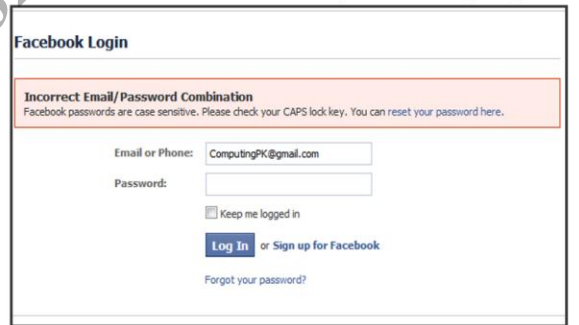 Facebook Login
Incorrect Email/Password Combination
Facebook passwords are case sensitive. Please check your CAPS lock key. You can reset your password here.
Email or Phone: ComputingPK@gmail.com
Password:
Keep me logged in
Log In or Sign up for Facebook
Forgot your password?